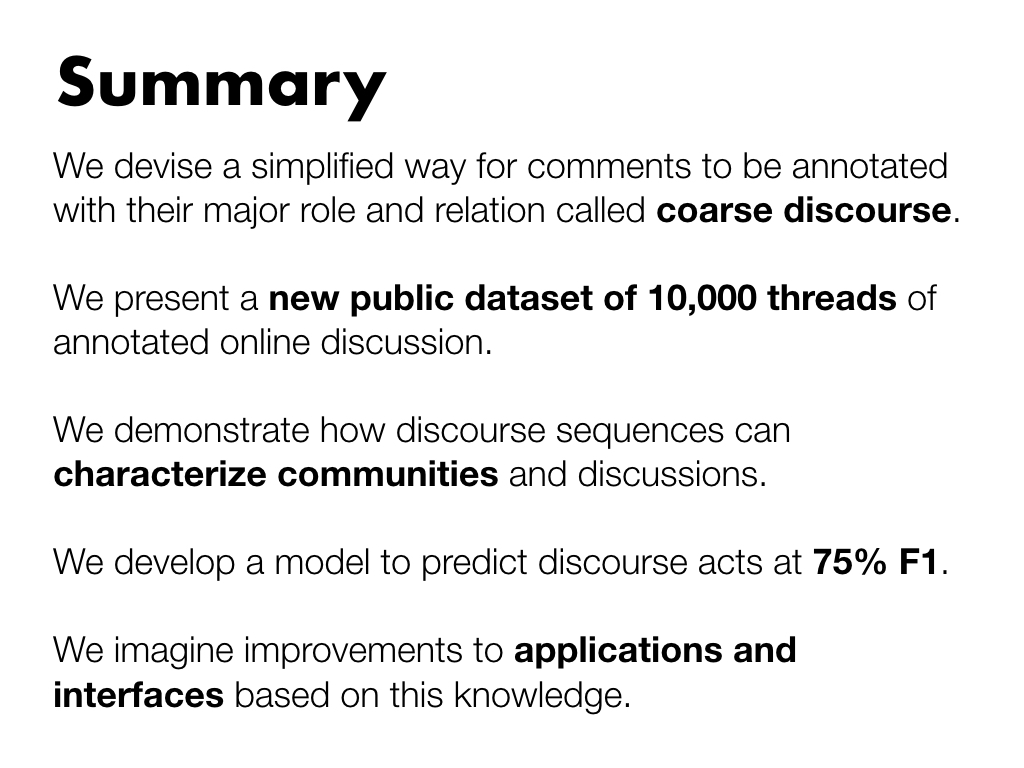 Summary
We devise a simplified way for comments to be annotated
with their major role and relation called coarse discourse.
We present a new public dataset of 10,000 threads of
annotated online discussion.
We demonstrate how discourse sequences can
characterize communities and discussions.
We develop a model to predict discourse acts at 75% F1.
We imagine improvements to applications and
interfaces based on this knowledge.